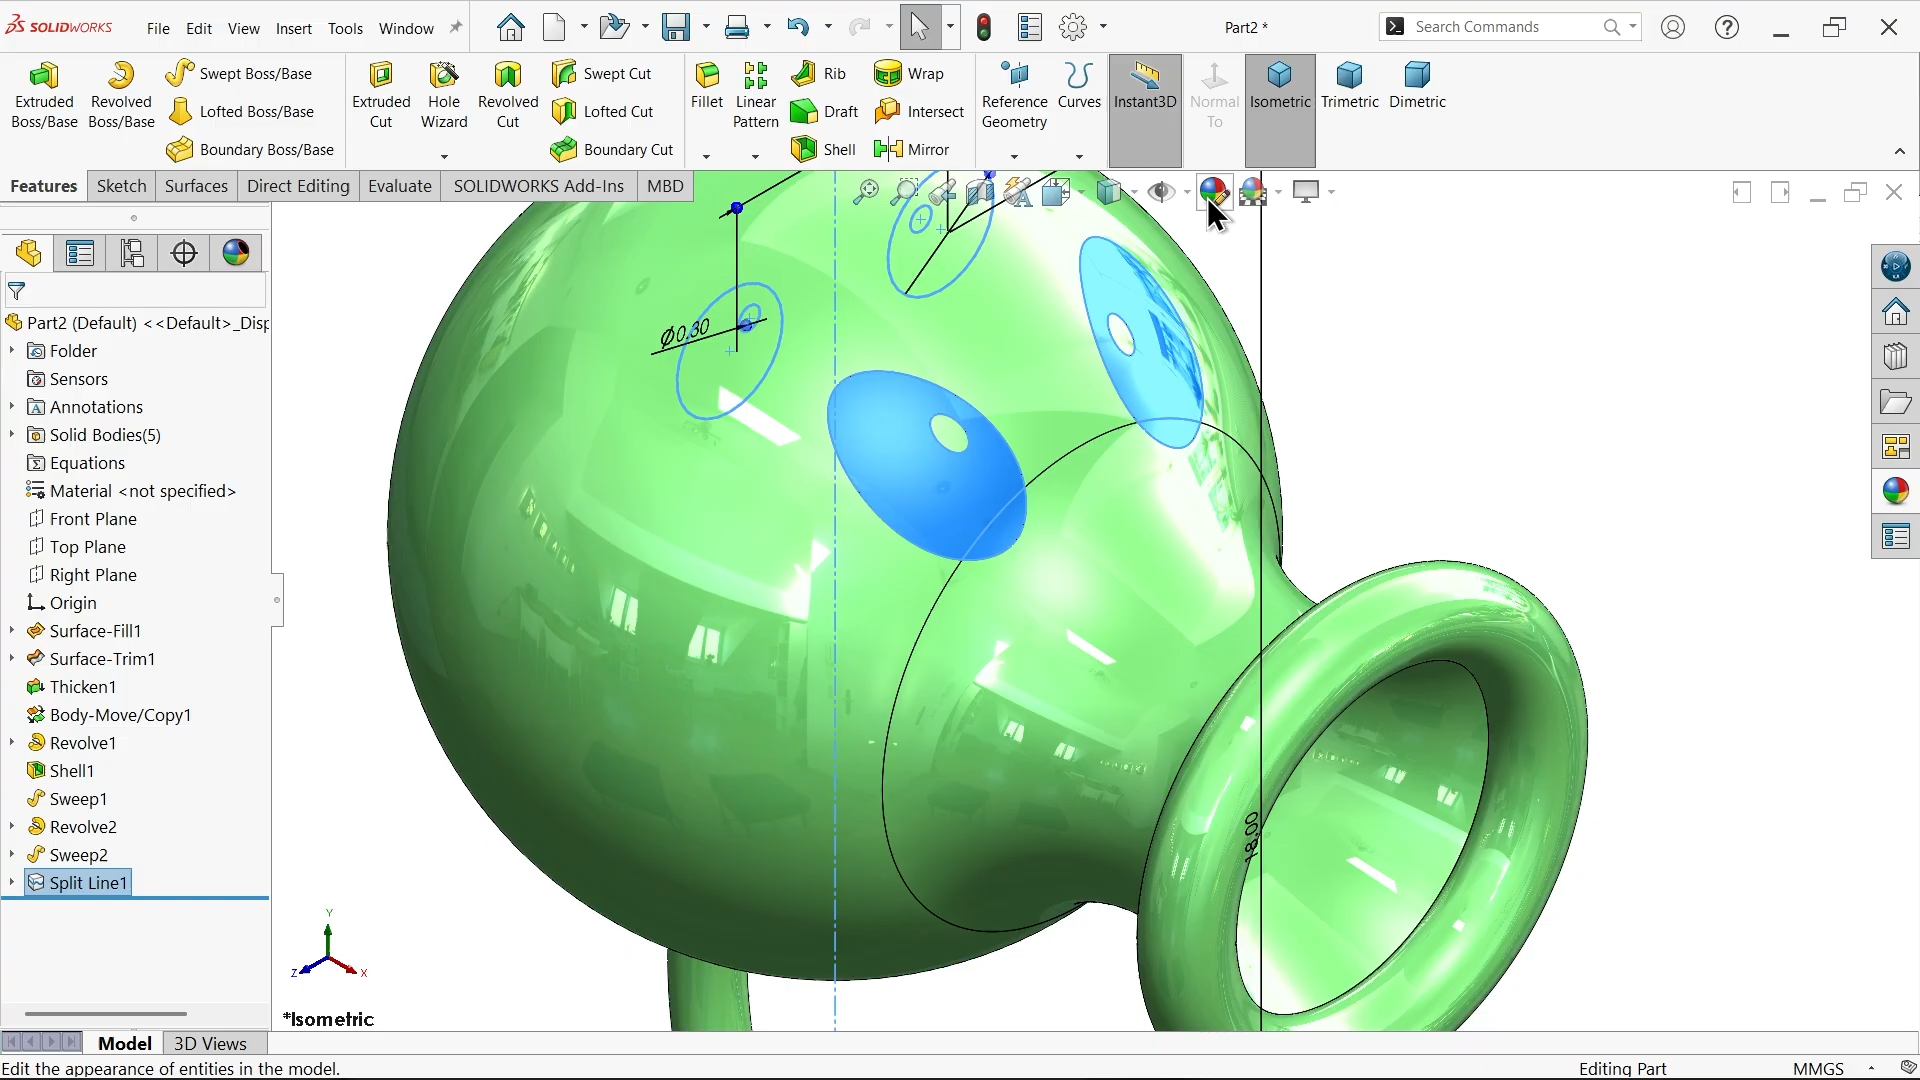 SOLIDWORKS File Edit View Insert Tools Window Part2 * Search Commands
Extruded Boss/Base
Revolved Boss/Base
Swept Boss/Base
Lofted Boss/Base
Boundary Boss/Base
Extruded Cut
Hole Wizard
Revolved Cut
Swept Cut
Lofted Cut
Boundary Cut
Fillet
Linear Pattern
Rib
Draft
Shell
Wrap
Intersect
Mirror
Reference Geometry
Curves
Instant3D
Normal To
Isometric
Trimetric
Dimetric
Features Sketch Surfaces Direct Editing Evaluate SOLIDWORKS Add-Ins MBD
Part2 (Default) <<Default>_Disp
Folder
Sensors
Annotations
Solid Bodies(5)
Equations
Material <not specified>
Front Plane
Top Plane
Right Plane
Origin
Surface-Fill1
Surface-Trim1
Thicken1
Body-Move/Copy1
Revolve1
Shell1
Sweep1
Revolve2
Sweep2
Split Line1
Ø0.30
18.00
Y
Z
X
*Isometric
Model 3D Views
Edit the appearance of entities in the model. Editing Part MMGS